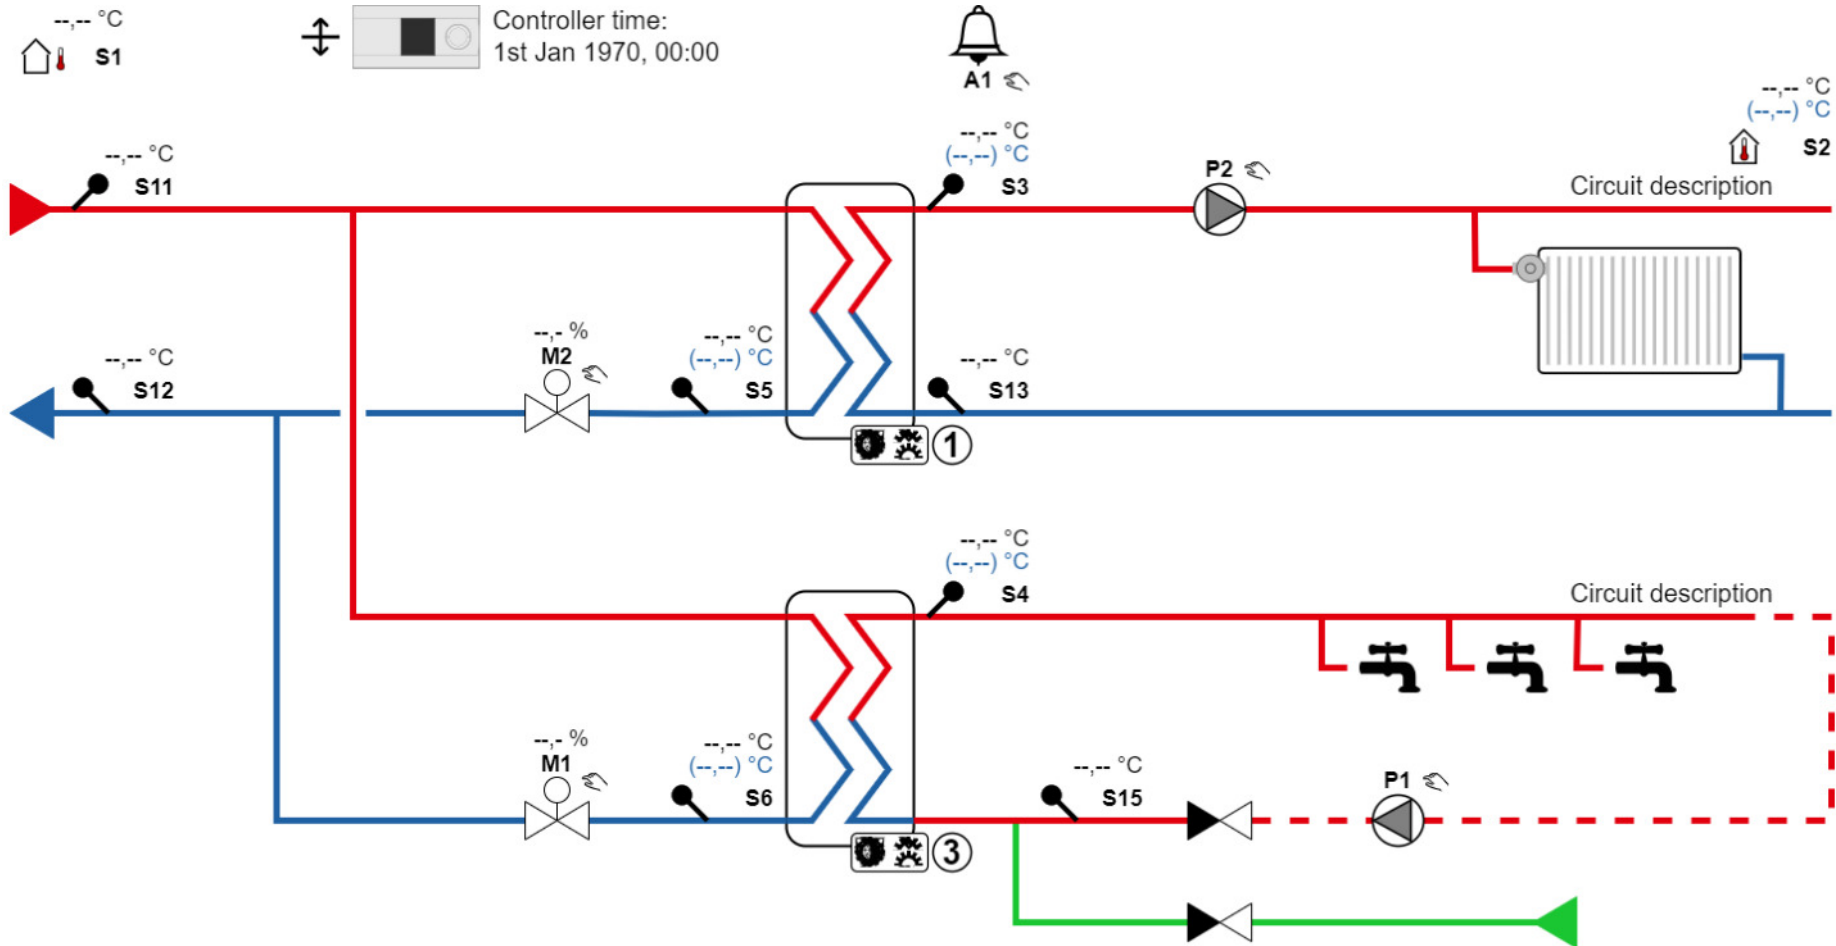 --,-- °C
S1
Controller time:
1st Jan 1970, 00:00
A1
--,-- °C
(--,--) °C
S2
--,-- °C
S11
--,-- °C
(--,--) °C
S3
P2
Circuit description
--,-- °C
S12
--,- %
M2
--,-- °C
(--,--) °C
S5
--,-- °C
S13
1
--,-- °C
(--,--) °C
S4
Circuit description
--,- %
M1
--,-- °C
(--,--) °C
S6
--,-- °C
S15
P1
3